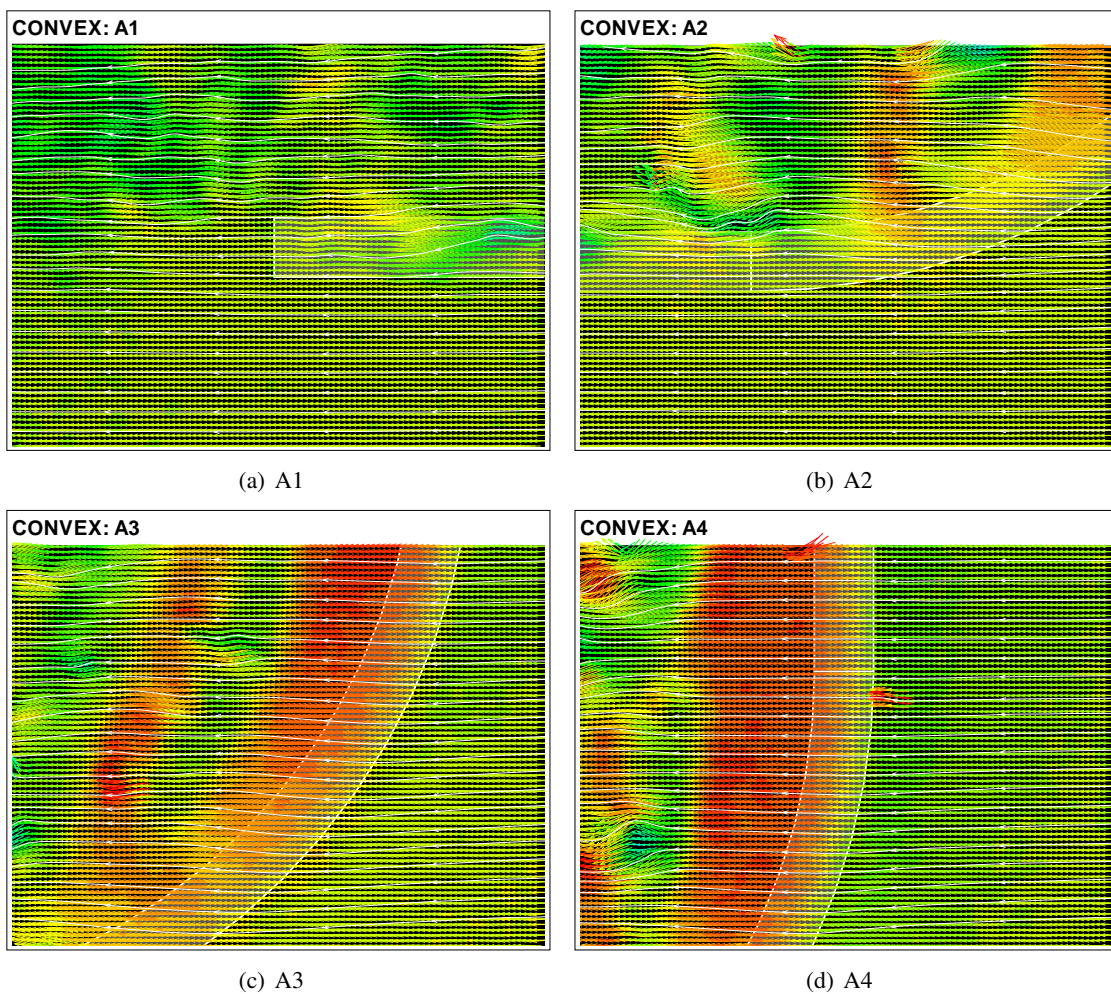 CONVEX: A1
CONVEX: A2
(a) A1
(b) A2
CONVEX: A3
CONVEX: A4
(c) A3
(d) A4